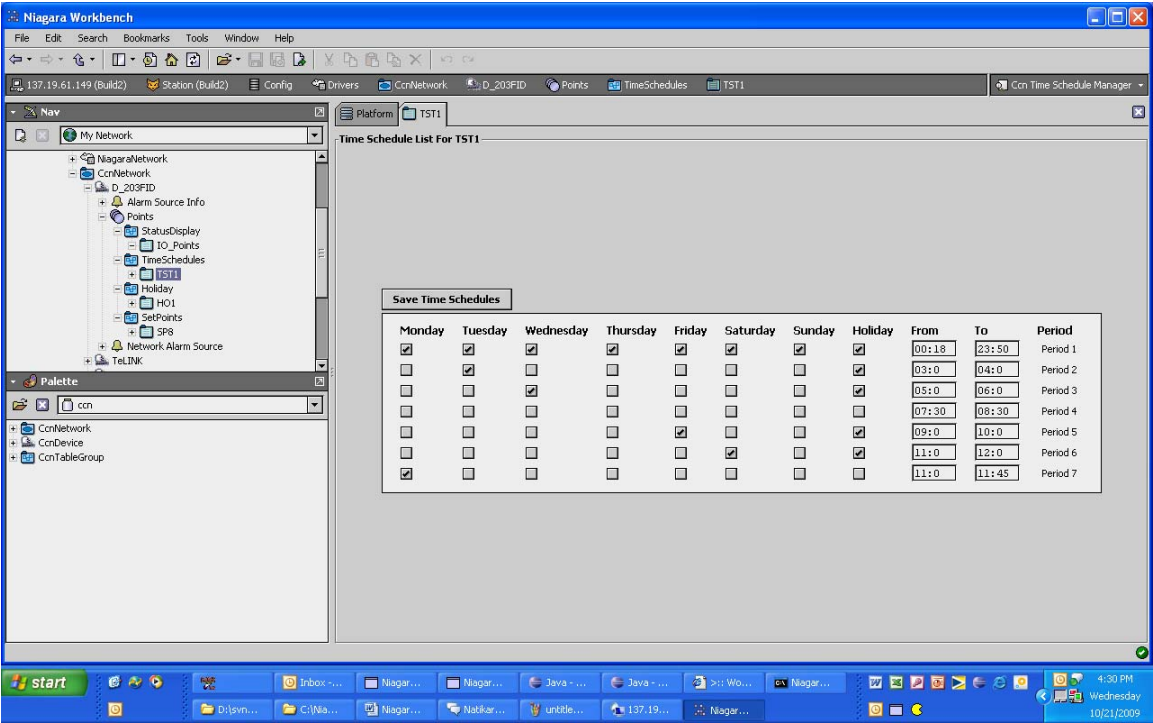 Niagara Workbench
File Edit Search Bookmarks Tools Window Help
137.19.61.149 (Build2) Station (Build2) Config Drivers CcnNetwork D_203FID Points TimeSchedules TST1 Ccn Time Schedule Manager
Nav
My Network
NiagaraNetwork
CcnNetwork
D_203FID
Alarm Source Info
Points
StatusDisplay
IO_Points
TimeSchedules
TST1
Holiday
HO1
SetPoints
SP8
Network Alarm Source
TeLINK
Palette
ccn
CcnNetwork
CcnDevice
CcnTableGroup
Platform TST1
Time Schedule List For TST1
Save Time Schedules
Monday Tuesday Wednesday Thursday Friday Saturday Sunday Holiday From To Period
00:18 23:50 Period 1
03:0 04:0 Period 2
05:0 06:0 Period 3
07:30 08:30 Period 4
09:0 10:0 Period 5
11:0 12:0 Period 6
11:0 11:45 Period 7
start Inbox -... Niagar... Niagar... Java - ... Java - ... >:: Wo... Niagar... 4:30 PM
Wednesday
D:\svn... C:\Nia... Niagar... Natikar... untitle... 137.19... Niagar... 10/21/2009